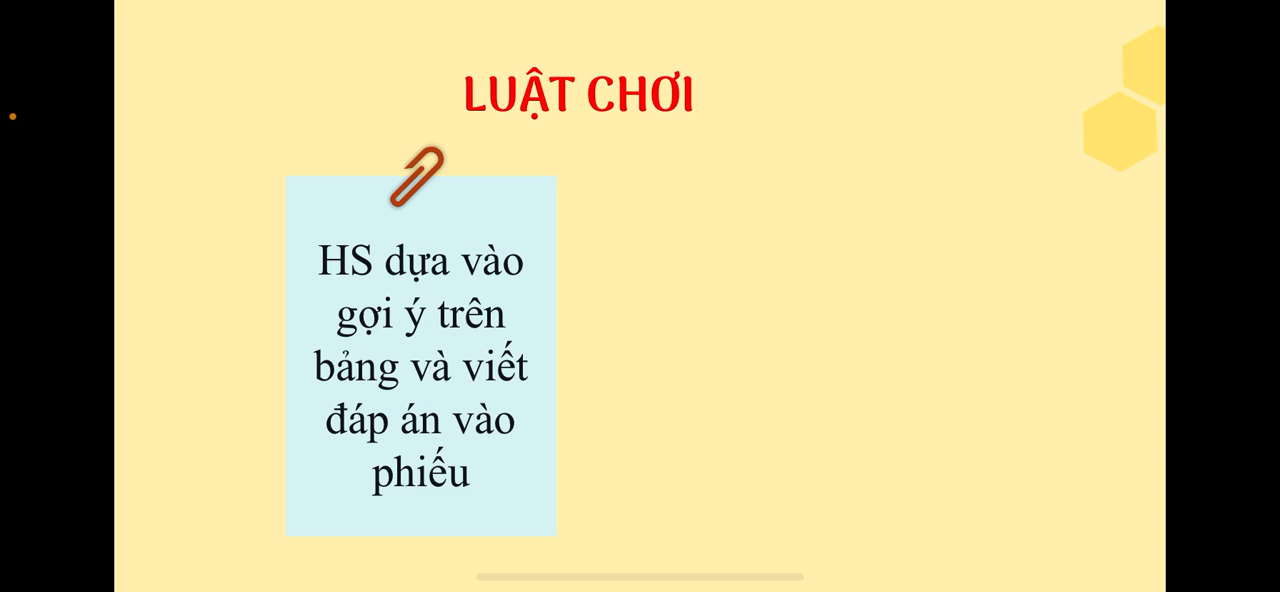 LUẬT CHƠI
HS dựa vào
gợi ý trên
bảng và viết
đáp án vào
phiếu